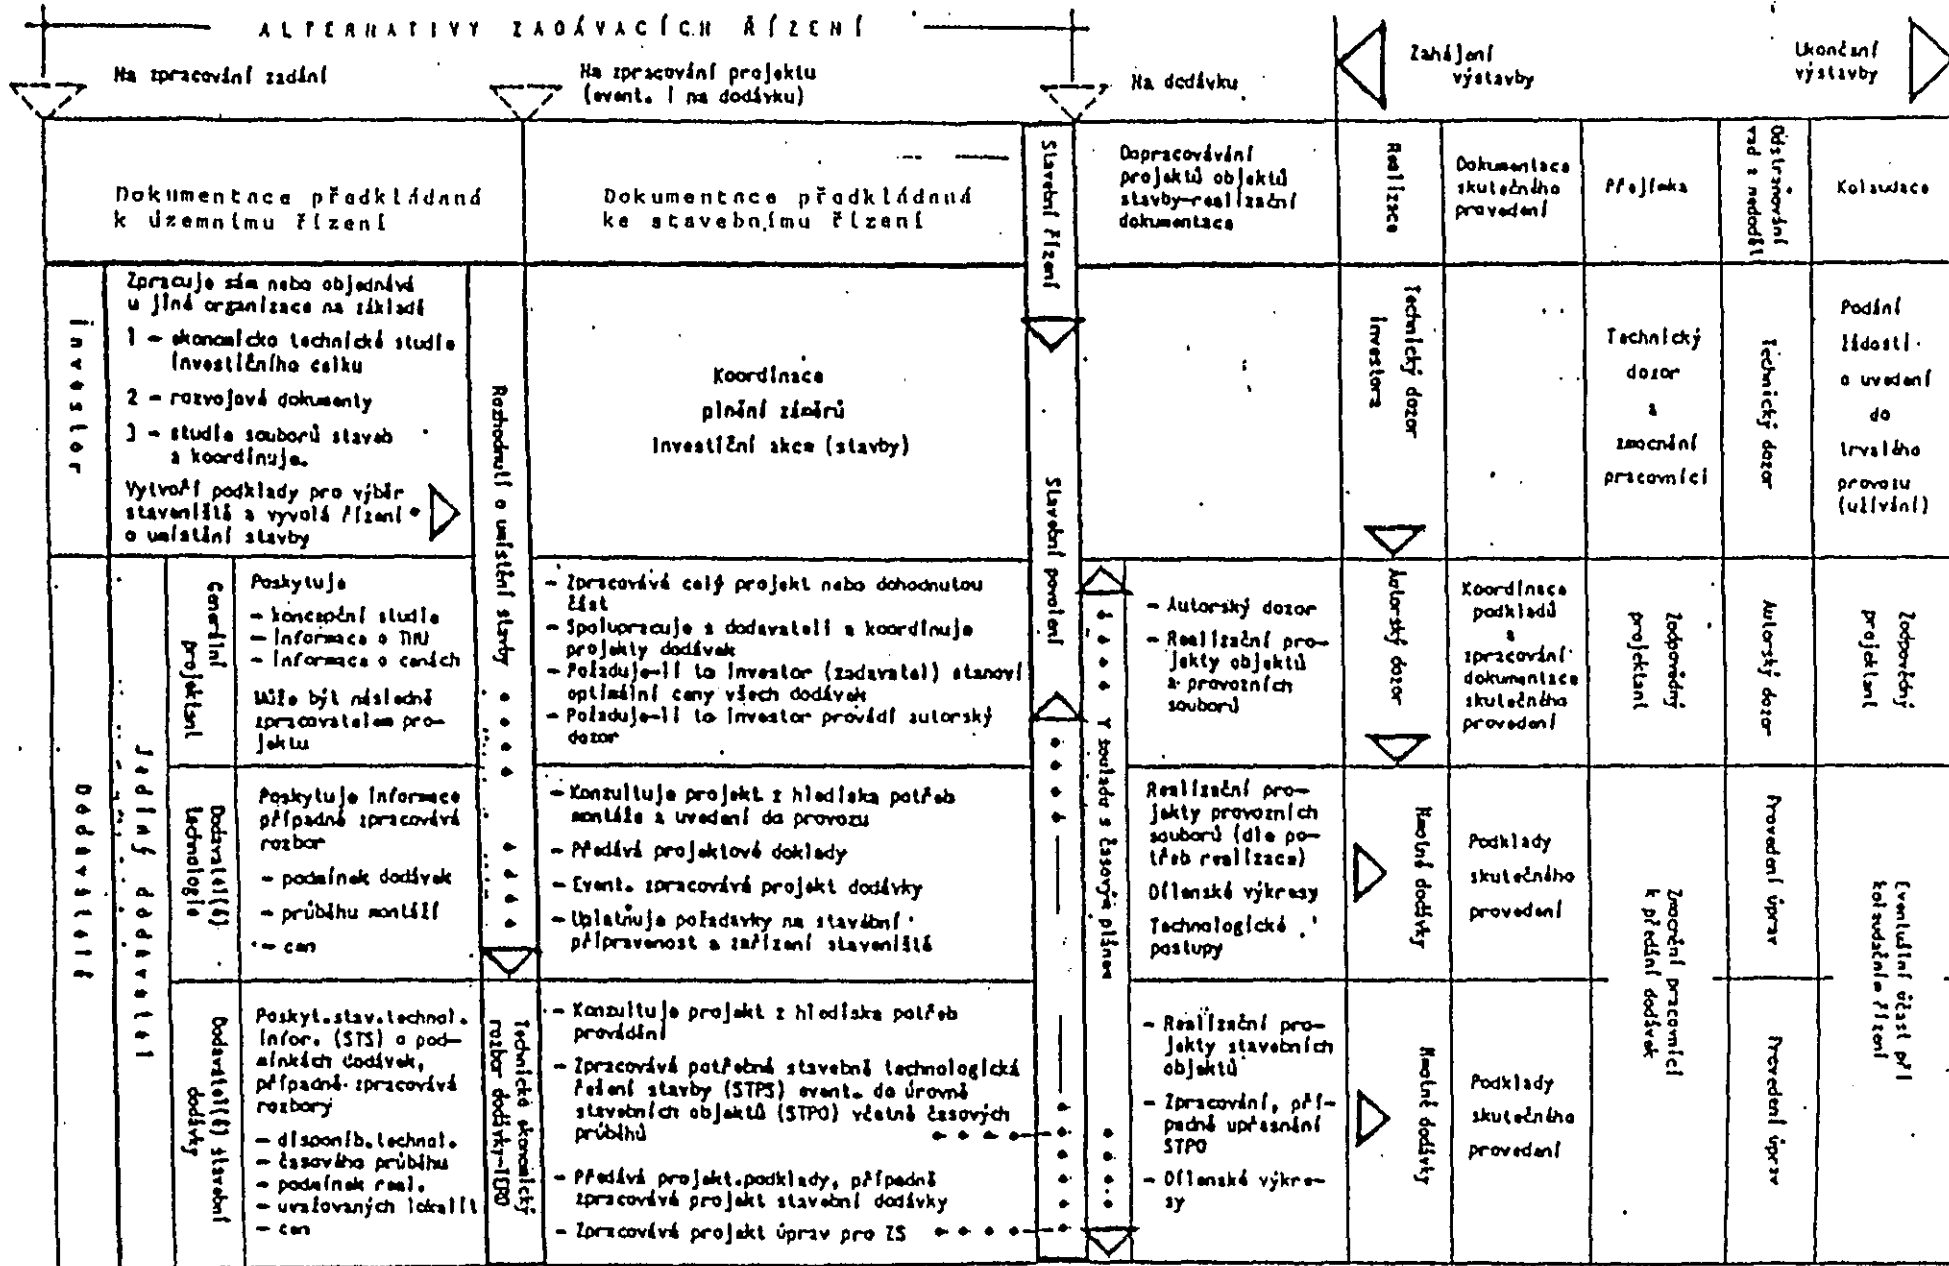 ALTERNATIVY ZADÁVACÍCH ŘÍZENÍ
Na zpracování zadání
Na zpracování projektu
(event. i na dodávku)
Na dodávku
Zahájení
výstavby
Ukončení
výstavby
Dokumentace předkládaná
k územnímu řízení
Dokumentace předkládaná
ke stavebnímu řízení
Stavební řízení
Dopracovávání
projektů objektů
stavby-realizační
dokumentace
Realizace
Dokumentace
skutečného
provedení
Přejímka
Odstraňování
vad a nedoděl
Kolaudace
Investor
Zpracuje sám nebo objednává
u jiné organizace na základě
1 - ekonomicko technické studie
investičního celku
2 - rozvojové dokumenty
3 - studie souborů staveb
a koordinuje.
Vytvoří podklady pro výběr
staveniště a vyvolá řízení
o umístění stavby
Rozhodnutí o umístění stavby
Koordinace
plnění záměrů
investiční akce (stavby)
Stavební povolení
Technický dozor
investora
Technický
dozor
a
zmocnění
pracovníci
Technický dozor
Podání
žádosti
o uvedení
do
trvalého
provozu
(užívání)
Dodavatelé
Jediný dodavatel
Generální
projektant
Poskytuje
- koncepční studie
- informace o THU
- informace o cenách
Může být následně
zpracovatelem pro-
jektu
- Zpracovává celý projekt nebo dohodnutou
část
- Spolupracuje s dodavateli a koordinuje
projekty dodávek
- Požaduje-li to investor (zadavatel) stanoví
optimální ceny všech dodávek
- Požaduje-li to investor provádí autorský
dozor
V souladu s časovým plánem
- Autorský dozor
- Realizační pro-
jekty objektů
a provozních
souborů
Autorský dozor
Koordinace
podkladů
a
zpracování
dokumentace
skutečného
provedení
Zodpovědný
projektant
Autorský dozor
Zodpovědný
projektant
Dodavatel(é)
technologie
Poskytuje informace
případně zpracovává
rozbor
- podmínek dodávek
- průběhu montáží
- cen
- Konzultuje projekt z hlediska potřeb
montáže a uvedení do provozu
- Předává projektové doklady
- Event. zpracovává projekt dodávky
- Uplatňuje požadavky na stavební
připravenost a zařízení staveniště
Realizační pro-
jekty provozních
souborů (dle po-
třeb realizace)
Dílenské výkresy
Technologické
postupy
Hmotné dodávky
Podklady
skutečného
provedení
Zmocnění pracovníci
k předání dodávek
Provedení úprav
Eventuální účast při
kolaudačním řízení
Dodavatel(é) stavební
dodávky
Poskyt.stav.technol.
infor. (STS) o pod-
mínkách dodávek,
případně zpracovává
rozbory
- disponib.technol.
- časového průběhu
- podmínek real.
- uvažovaných lokalit
- cen
Technicko ekonomický
rozbor dodávky-TERD
- Konzultuje projekt z hlediska potřeb
provádění
- Zpracovává potřebná stavebně technologická
řešení stavby (STPS) event. do úrovně
stavebních objektů (STPO) včetně časových
průběhů
- Předává projekt.podklady, případně
zpracovává projekt stavební dodávky
- Zpracovává projekt úprav pro ZS
- Realizační pro-
jekty stavebních
objektů
- Zpracování, pří-
padně upřesnění
STPO
- Dílenské výkre-
sy
Hmotné dodávky
Podklady
skutečného
provedení
Provedení úprav